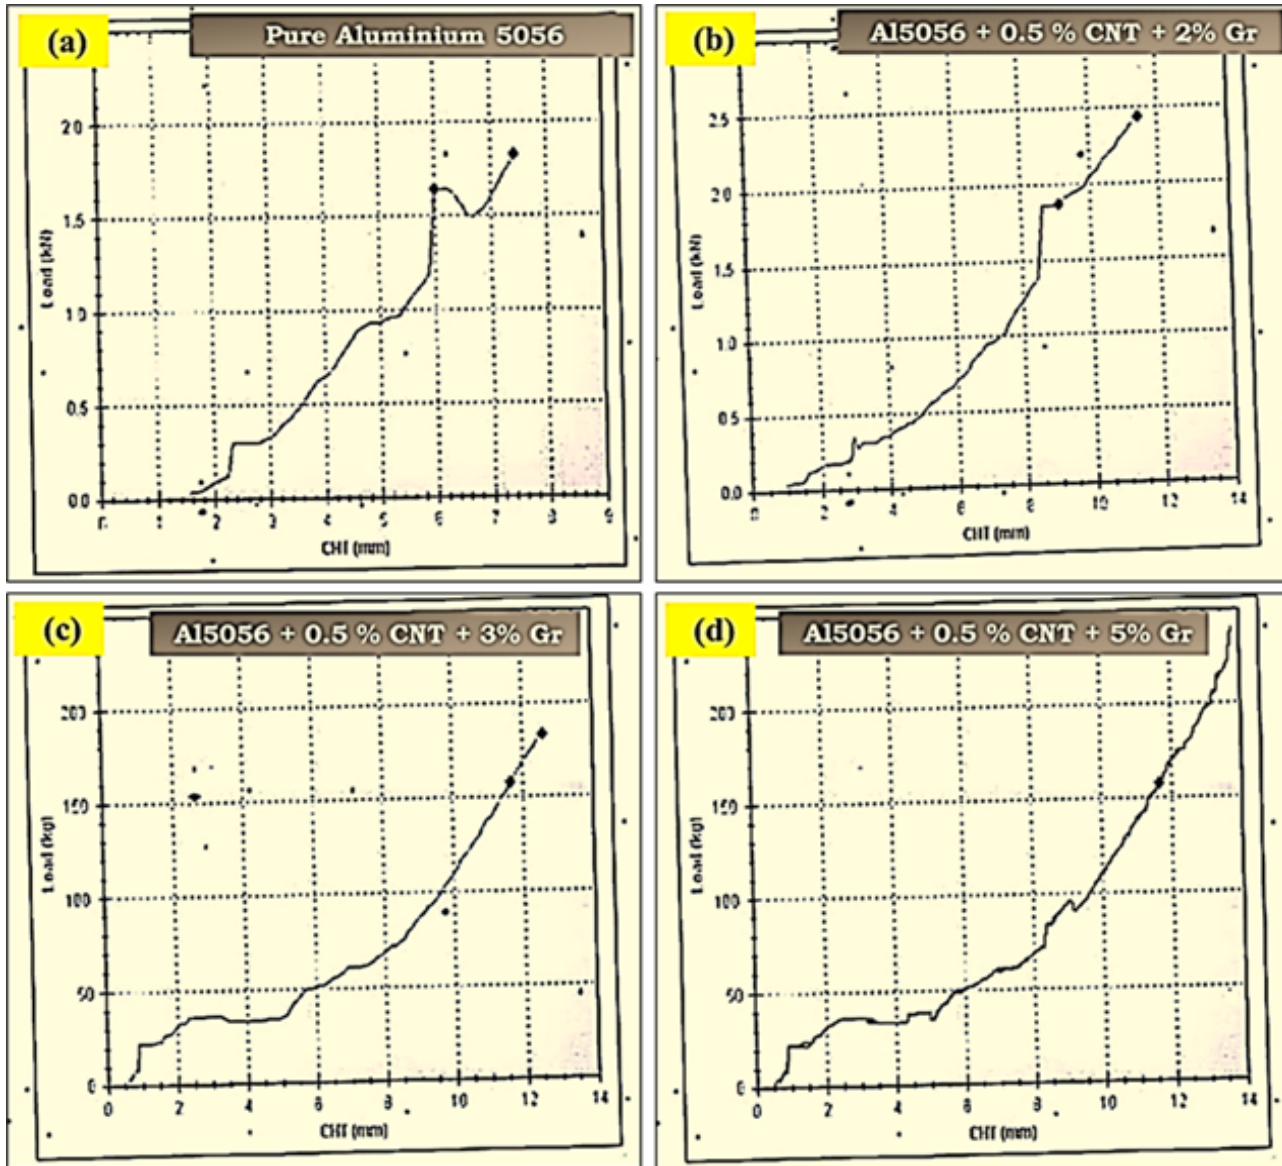 (a)
Pure Aluminium 5056
Load (kN)
2.0
1.5
1.0
0.5
0.0
1 2 3 4 5 6 7 8 9
CHT (mm)
(b)
Al5056 + 0.5 % CNT + 2% Gr
Load (kN)
2.5
2.0
1.5
1.0
0.5
0.0
0 2 4 6 8 10 12 14
CHT (mm)
(c)
Al5056 + 0.5 % CNT + 3% Gr
Load (kg)
200
150
100
50
0
0 2 4 6 8 10 12 14
CHT (mm)
(d)
Al5056 + 0.5 % CNT + 5% Gr
Load (kg)
200
150
100
50
0
0 2 4 6 8 10 12 14
CHT (mm)